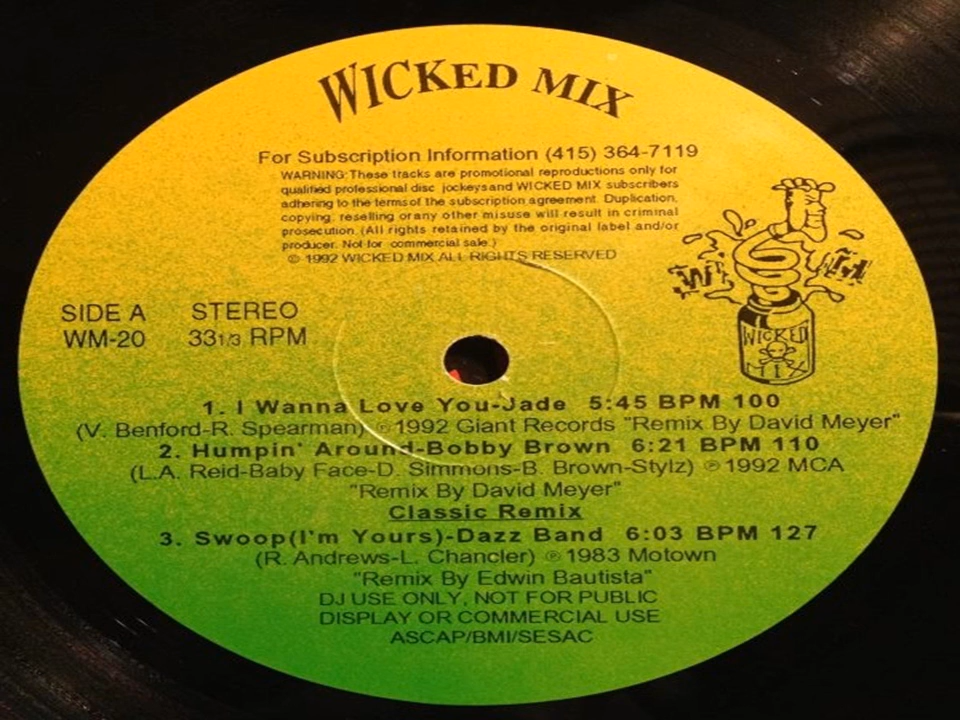 WICKED MIX
For Subscription Information (415) 364-7119
WARNING: These tracks are promotional reproductions only for
qualified professional disc jockeys and WICKED MIX subscribers
adhering to the terms of the subscription agreement. Duplication,
copying, reselling or any other misuse will result in criminal
prosecution. (All rights retained by the original label and/or
producer. Not for commercial sale.)
© 1992 WICKED MIX ALL RIGHTS RESERVED
WICKED
MIX
SIDE A STEREO
WM-20 33 1/3 RPM
1. I Wanna Love You-Jade 5:45 BPM 100
(V. Benford-R. Spearman) ℗1992 Giant Records "Remix By David Meyer"
2. Humpin' Around-Bobby Brown 6:21 BPM 110
(L.A. Reid-Baby Face-D. Simmons-B. Brown-Stylz) ℗1992 MCA
"Remix By David Meyer"
Classic Remix
3. Swoop(I'm Yours)-Dazz Band 6:03 BPM 127
(R. Andrews-L. Chancler) ℗1983 Motown
"Remix By Edwin Bautista"
DJ USE ONLY, NOT FOR PUBLIC
DISPLAY OR COMMERCIAL USE
ASCAP/BMI/SESAC